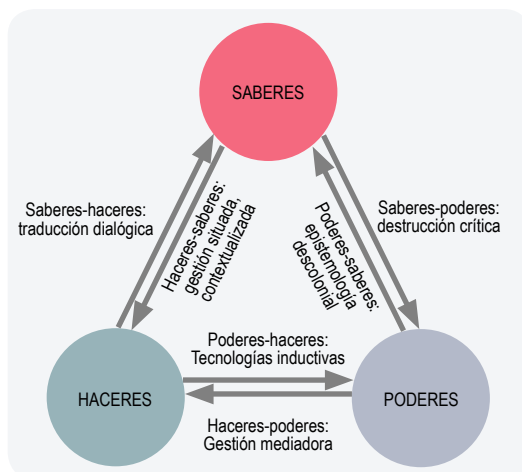 SABERES
Saberes-haceres:
traducción dialógica
Haceres-saberes:
gestión situada,
contextualizada
Poderes-saberes:
epistemología
descolonial
Saberes-poderes:
destrucción crítica
Poderes-haceres:
Tecnologías inductivas
HACERES
PODERES
Haceres-poderes:
Gestión mediadora